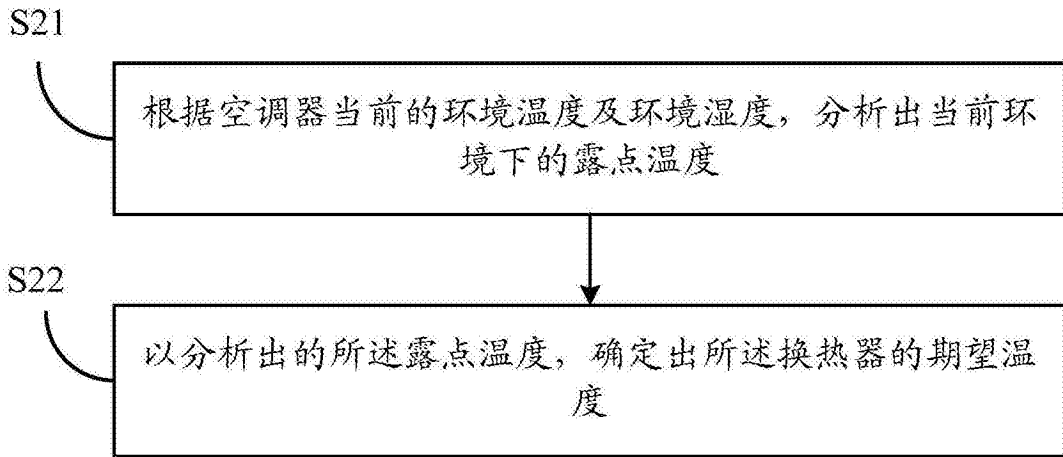 S21
根据空调器当前的环境温度及环境湿度，分析出当前环
境下的露点温度
S22
以分析出的所述露点温度，确定出所述换热器的期望温
度